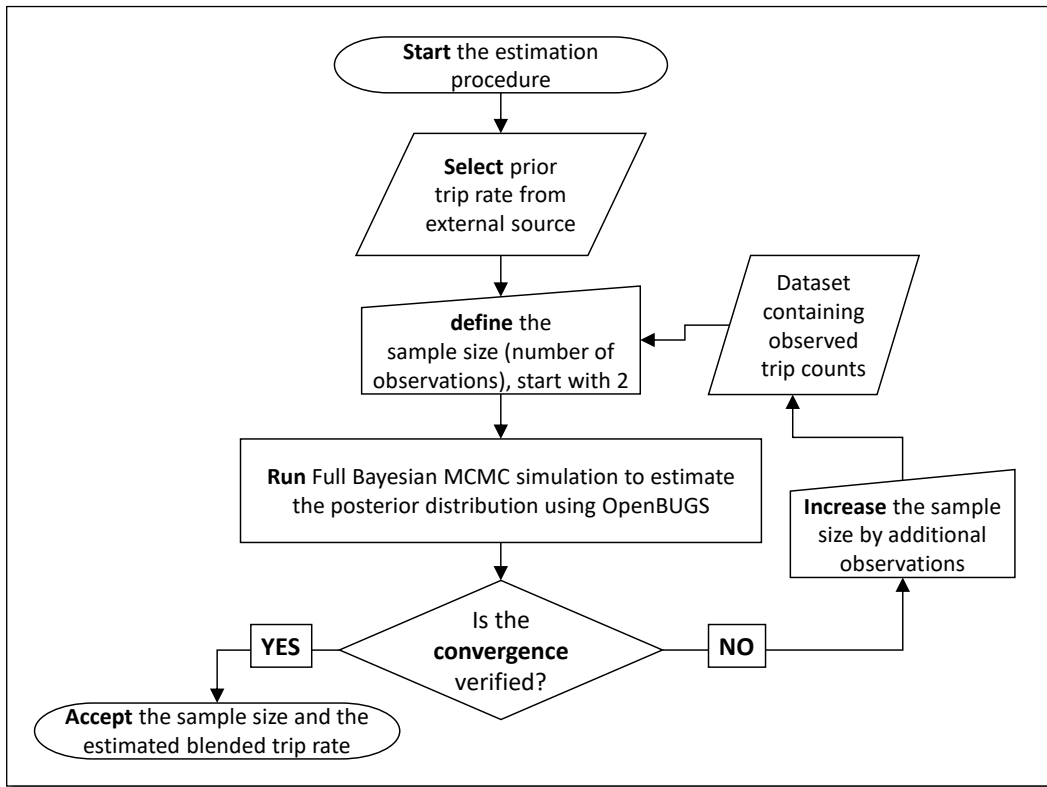 Start the estimation
procedure
Select prior
trip rate from
external source
define the
sample size (number of
observations), start with 2
Dataset
containing
observed
trip counts
Run Full Bayesian MCMC simulation to estimate
the posterior distribution using OpenBUGS
Increase the sample
size by additional
observations
Is the
convergence
verified?
YES
NO
Accept the sample size and the
estimated blended trip rate